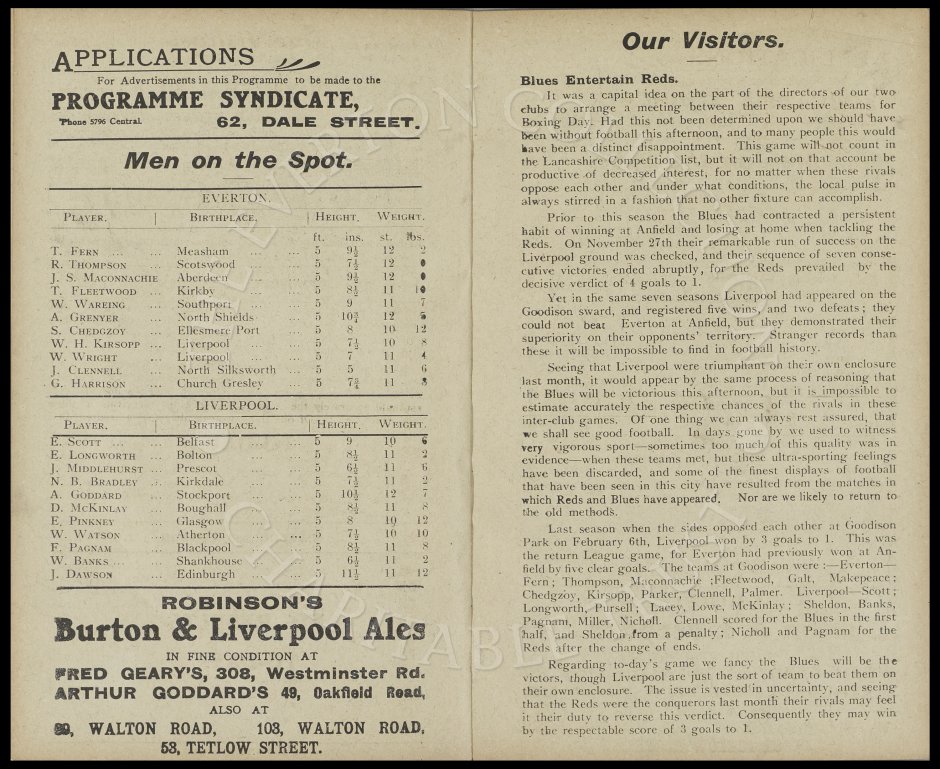 APPLICATIONS
For Advertisements in this Programme to be made to the
PROGRAMME SYNDICATE,
'Phone 5796 Central. 62, DALE STREET.
Men on the Spot.
EVERTON.
PLAYER. BIRTHPLACE. HEIGHT. WEIGHT.
ft. ins. st. lbs.
T. FERN ... ... Measham ... ... 5 9½ 12 2
R. THOMPSON ... Scotswood ... ... 5 7½ 12 0
J. S. MACONNACHIE Aberdeen ... ... 5 9½ 12 0
T. FLEETWOOD ... Kirkby ... ... 5 8½ 11 10
W. WAREING ... Southport ... ... 5 9 11 7
A. GRENYER ... North Shields ... 5 10¾ 12 5
S. CHEDGZOY ... Ellesmere Port ... 5 8 10 12
W. H. KIRSOPP ... Liverpool ... ... 5 7½ 10 8
W. WRIGHT ... Liverpool ... ... 5 7 11 4
J. CLENNELL ... North Silksworth ... 5 5 11 6
G. HARRISON ... Church Gresley ... 5 7¾ 11 8
LIVERPOOL.
PLAYER. BIRTHPLACE. HEIGHT. WEIGHT.
E. SCOTT ... ... Belfast ... ... 5 9 10 6
E. LONGWORTH ... Bolton ... ... 5 8½ 11 2
J. MIDDLEHURST ... Prescot ... ... 5 6½ 11 6
N. B. BRADLEY ... Kirkdale ... ... 5 7½ 11 2
A. GODDARD ... Stockport ... ... 5 10½ 12 7
D. MCKINLAY ... Boughall ... ... 5 8½ 11 8
E. PINKNEY ... Glasgow ... ... 5 8 10 12
W. WATSON ... Atherton ... ... 5 7½ 10 10
F. PAGNAM ... Blackpool ... ... 5 8½ 11 8
W. BANKS ... ... Shankhouse ... ... 5 6½ 11 2
J. DAWSON ... Edinburgh ... ... 5 11½ 11 12
ROBINSON'S
Burton & Liverpool Ales
IN FINE CONDITION AT
FRED GEARY'S, 308, Westminster Rd.
ARTHUR GODDARD'S 49, Oakfield Road,
ALSO AT
WALTON ROAD, 103, WALTON ROAD,
53, TETLOW STREET.
Our Visitors.
Blues Entertain Reds.
It was a capital idea on the part of the directors of our two
clubs to arrange a meeting between their respective teams for
Boxing Day. Had this not been determined upon we should have
been without football this afternoon, and to many people this would
have been a distinct disappointment. This game will not count in
the Lancashire Competition list, but it will not on that account be
productive of decreased interest, for no matter when these rivals
oppose each other and under what conditions, the local pulse in
always stirred in a fashion that no other fixture can accomplish.
Prior to this season the Blues had contracted a persistent
habit of winning at Anfield and losing at home when tackling the
Reds. On November 27th their remarkable run of success on the
Liverpool ground was checked, and their sequence of seven conse-
cutive victories ended abruptly, for the Reds prevailed by the
decisive verdict of 4 goals to 1.
Yet in the same seven seasons Liverpool had appeared on the
Goodison sward, and registered five wins, and two defeats; they
could not beat Everton at Anfield, but they demonstrated their
superiority on their opponents' territory. Stranger records than
these it will be impossible to find in football history.
Seeing that Liverpool were triumphant on their own enclosure
last month, it would appear by the same process of reasoning that
the Blues will be victorious this afternoon, but it is impossible to
estimate accurately the respective chances of the rivals in these
inter-club games. Of one thing we can always rest assured, that
we shall see good football. In days gone by we used to witness
very vigorous sport—sometimes too much of this quality was in
evidence—when these teams met, but these ultra-sporting feelings
have been discarded, and some of the finest displays of football
that have been seen in this city have resulted from the matches in
which Reds and Blues have appeared. Nor are we likely to return to
the old methods.
Last season when the sides opposed each other at Goodison
Park on February 6th, Liverpool won by 3 goals to 1. This was
the return League game, for Everton had previously won at An-
field by five clear goals. The teams at Goodison were :—Everton—
Fern; Thompson, Maconnachie ;Fleetwood, Galt, Makepeace;
Chedgzoy, Kirsopp, Parker, Clennell, Palmer. Liverpool—Scott;
Longworth, Pursell; Lacey, Lowe, McKinlay; Sheldon, Banks,
Pagnam, Miller, Nicholl. Clennell scored for the Blues in the first
half, and Sheldon from a penalty; Nicholl and Pagnam for the
Reds after the change of ends.
Regarding to-day's game we fancy the Blues will be the
victors, though Liverpool are just the sort of team to beat them on
their own enclosure. The issue is vested in uncertainty, and seeing
that the Reds were the conquerors last month their rivals may feel
it their duty to reverse this verdict. Consequently they may win
by the respectable score of 3 goals to 1.